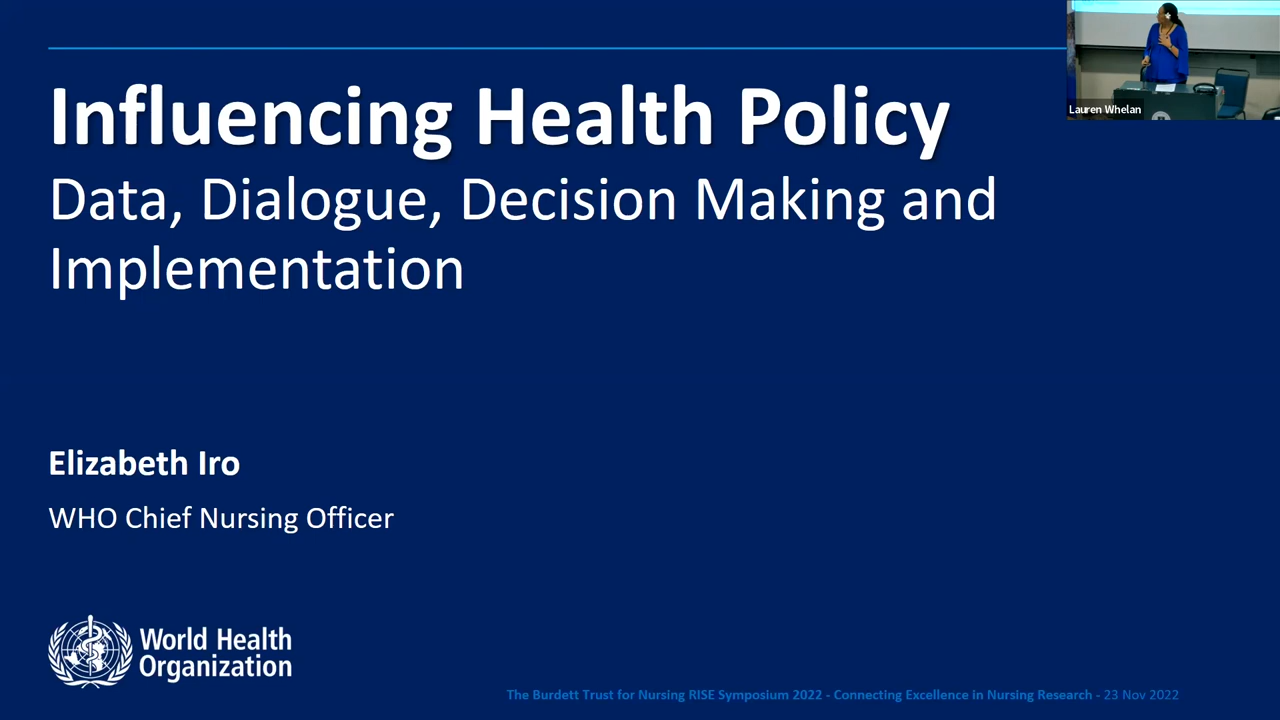 Influencing Health Policy
Data, Dialogue, Decision Making and
Implementation
Lauren Whelan
Elizabeth Iro
WHO Chief Nursing Officer
World Health
Organization
The Burdett Trust for Nursing RISE Symposium 2022 - Connecting Excellence in Nursing Research - 23 Nov 2022